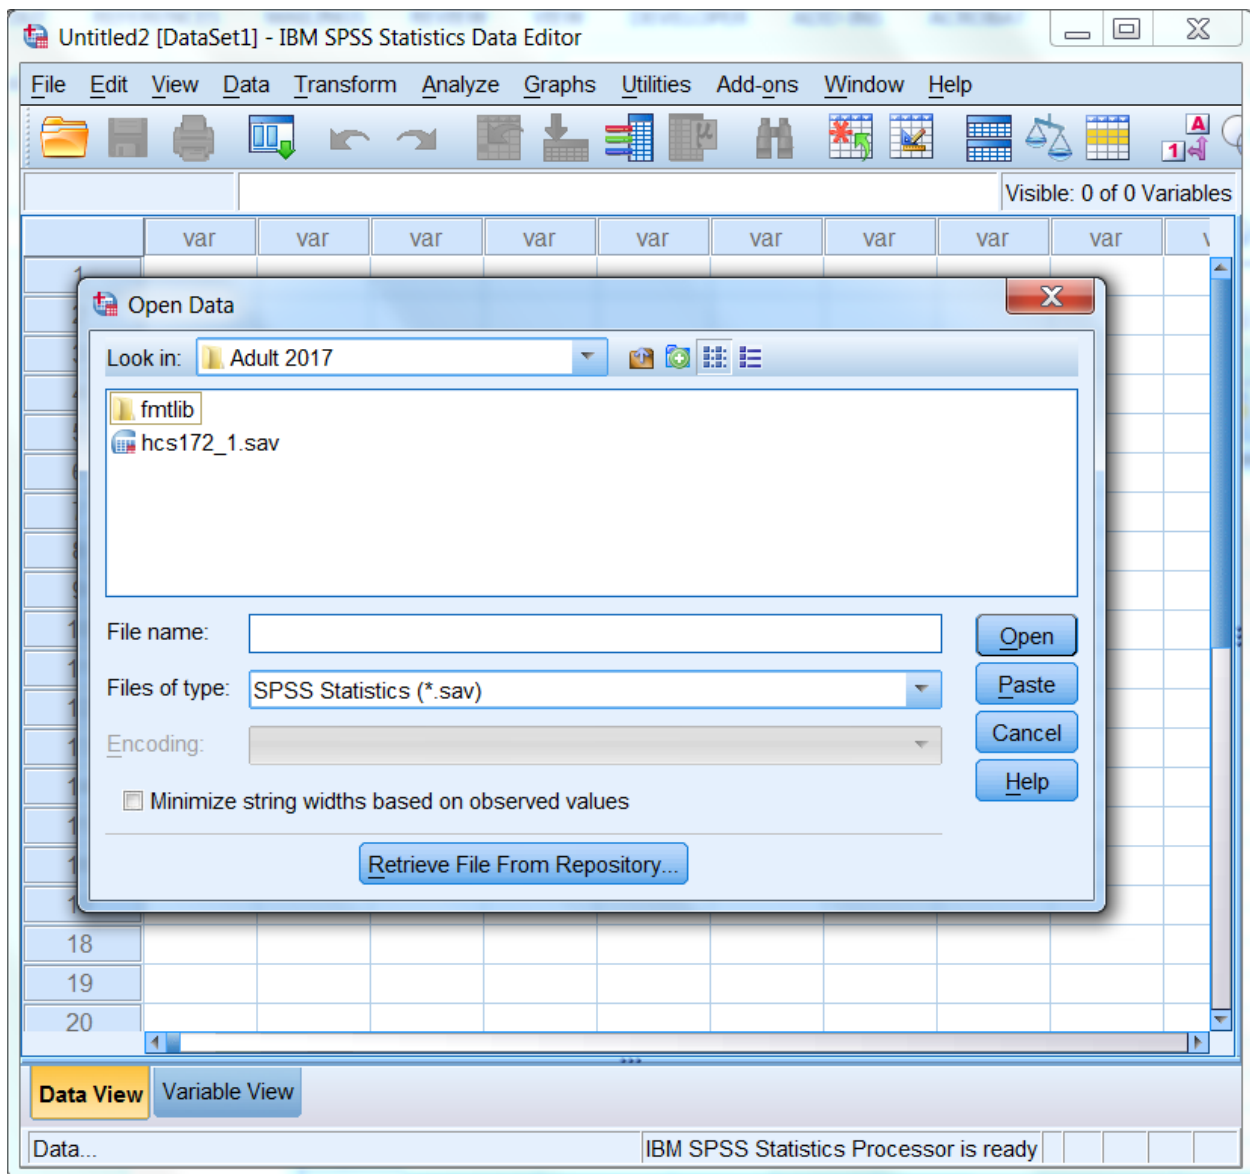 Untitled2 [DataSet1] - IBM SPSS Statistics Data Editor
File Edit View Data Transform Analyze Graphs Utilities Add-ons Window Help
Visible: 0 of 0 Variables
var var var var var var var var var
1
Open Data
Look in: Adult 2017
fmtlib
hcs172_1.sav
File name:
Open
Files of type: SPSS Statistics (*.sav)
Paste
Encoding:
Cancel
Minimize string widths based on observed values
Help
Retrieve File From Repository...
18
19
20
Data View Variable View
Data... IBM SPSS Statistics Processor is ready